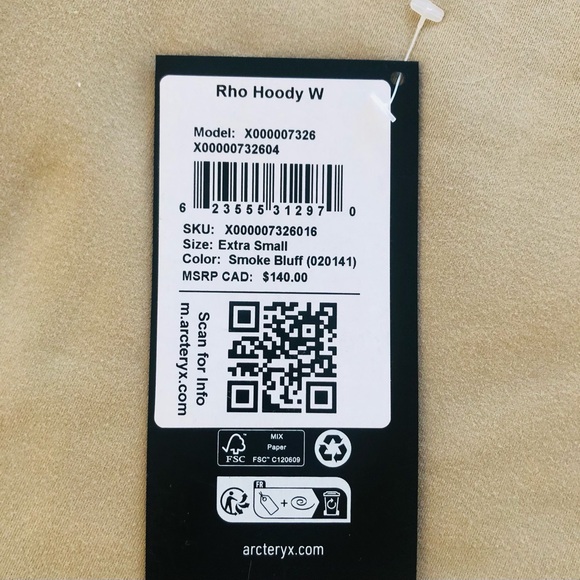 Rho Hoody W
Model: X000007326
X00000732604
6 23555 31297 0
SKU: X000007326016
Size: Extra Small
Color: Smoke Bluff (020141)
MSRP CAD: $140.00
Scan for Info
m.arcteryx.com
FSC
MIX
Paper
FSC™ C120609
FR
+
arcteryx.com